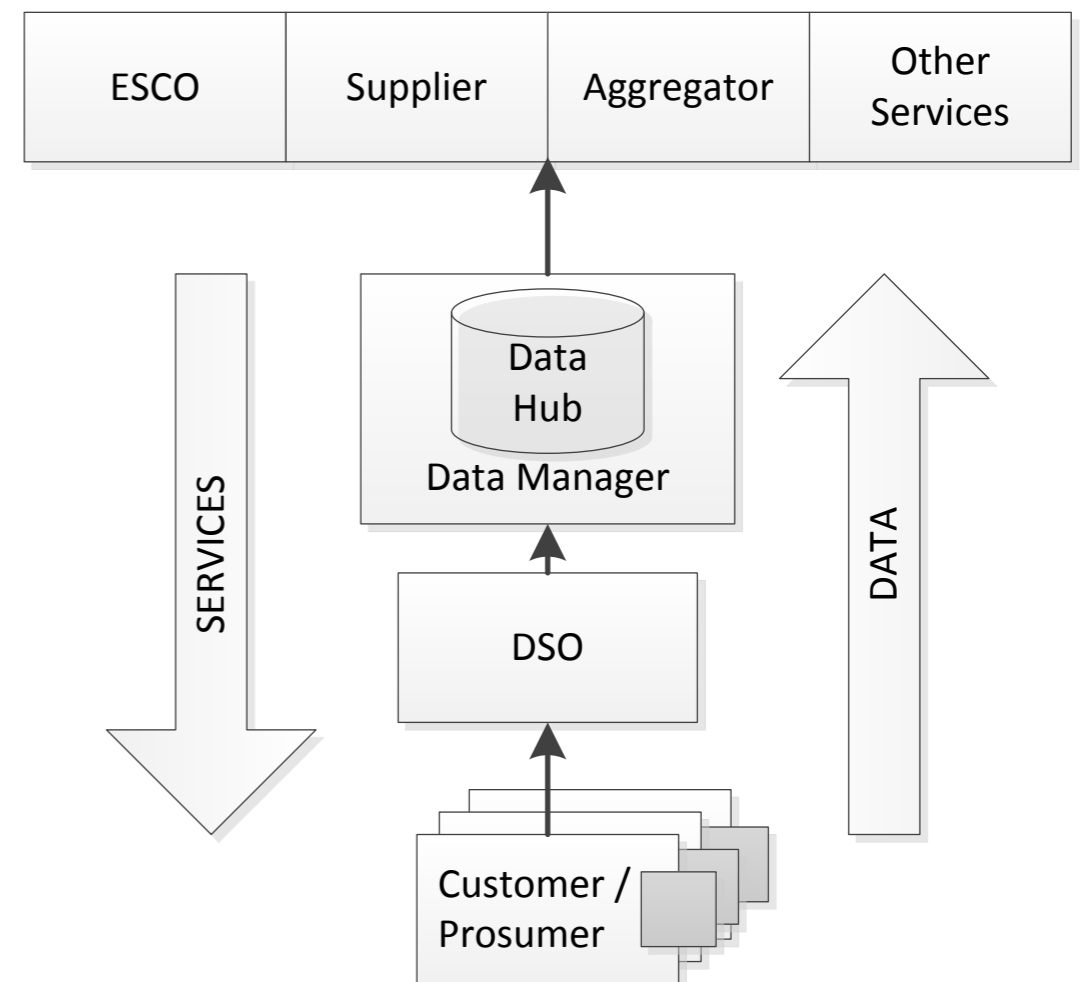 ESCO
Supplier
Aggregator
Other
Services
Data
Hub
Data Manager
SERVICES
DATA
DSO
Customer /
Prosumer